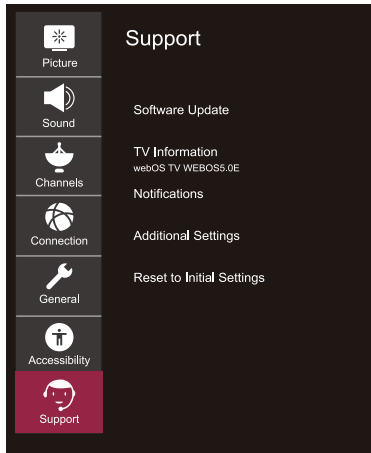 Picture
Sound
Channels
Connection
General
Accessibility
Support
Support
Software Update
TV Information
webOS TV WEBOS5.0E
Notifications
Additional Settings
Reset to Initial Settings